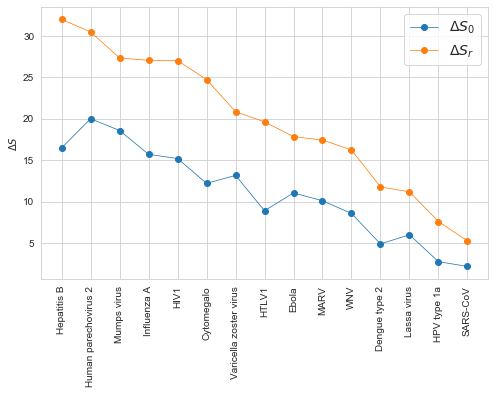 ΔS₀
ΔSᵣ
30
25
20
15
10
5
ΔS
Hepatitis B
Human parechovirus 2
Mumps virus
Influenza A
HIV1
Cytomegalo
Varicella zoster virus
HTLV1
Ebola
MARV
WNV
Dengue type 2
Lassa virus
HPV type 1a
SARS-CoV